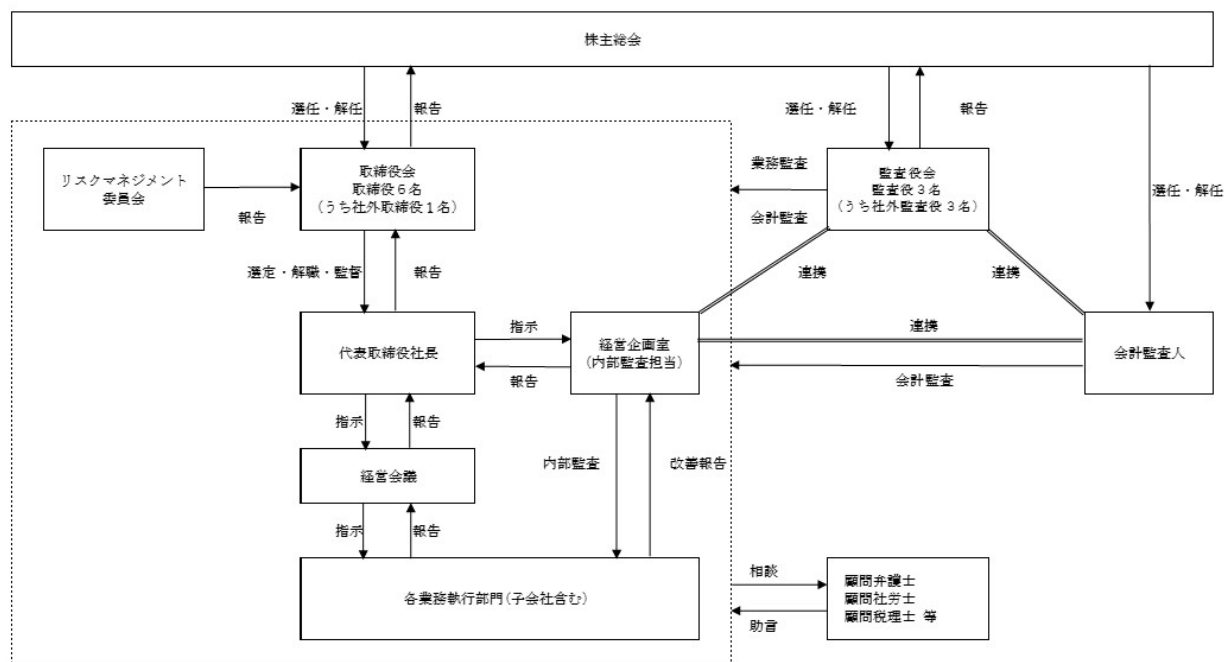 株主総会
選任・解任
報告
選任・解任
報告
選任・解任
リスクマネジメント
委員会
報告
取締役会
取締役6名
(うち社外取締役1名)
業務監査
会計監査
監査役会
監査役3名
(うち社外監査役3名)
選定・解職・監督
報告
連携
連携
代表取締役社長
指示
報告
経営企画室
(内部監査担当)
連携
会計監査
会計監査人
指示
報告
経営会議
内部監査
改善報告
指示
報告
各業務執行部門(子会社含む)
相談
助言
顧問弁護士
顧問社労士
顧問税理士 等